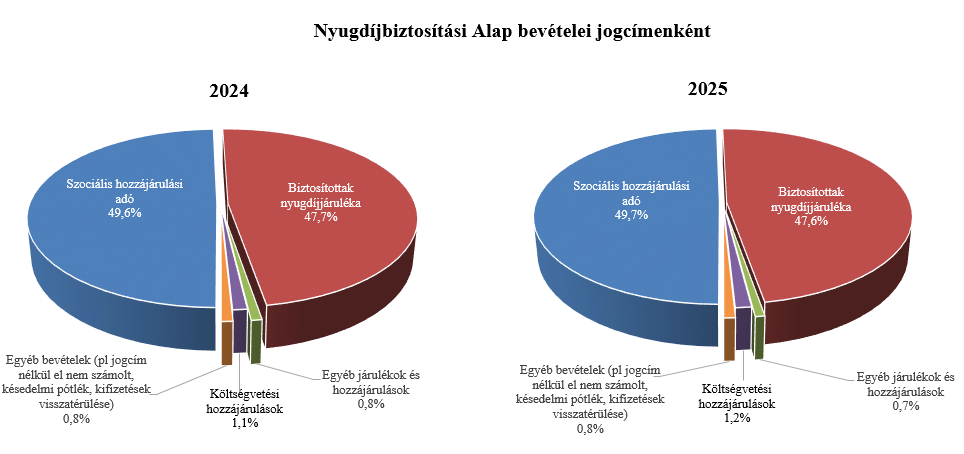 Nyugdíjbiztosítási Alap bevételei jogcímenként
2024
Szociális hozzájárulási
adó
49,6%
Biztosítottak
nyugdíjjáruléka
47,7%
Egyéb bevételek (pl jogcím
nélkül el nem számolt,
késedelmi pótlék, kifizetések
visszatérülése)
0,8%
Költségvetési
hozzájárulások
1,1%
Egyéb járulékok és
hozzájárulások
0,8%
2025
Szociális hozzájárulási
adó
49,7%
Biztosítottak
nyugdíjjáruléka
47,6%
Egyéb bevételek (pl jogcím
nélkül el nem számolt,
késedelmi pótlék, kifizetések
visszatérülése)
0,8%
Költségvetési
hozzájárulások
1,2%
Egyéb járulékok és
hozzájárulások
0,7%